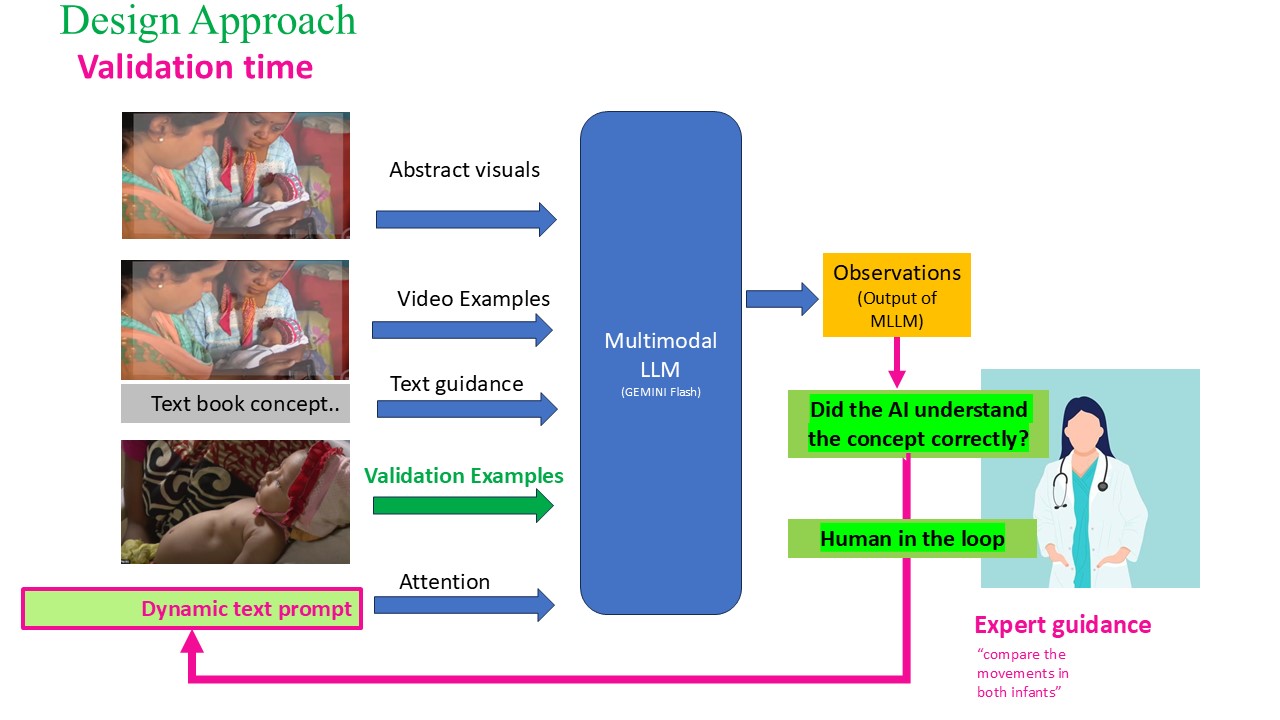 Design Approach
Validation time
Abstract visuals
Video Examples
Text guidance
Text book concept..
Validation Examples
Attention
Dynamic text prompt
Multimodal
LLM
(GEMINI Flash)
Observations
(Output of
MLLM)
Did the AI understand
the concept correctly?
Human in the loop
Expert guidance
“compare the
movements in
both infants”